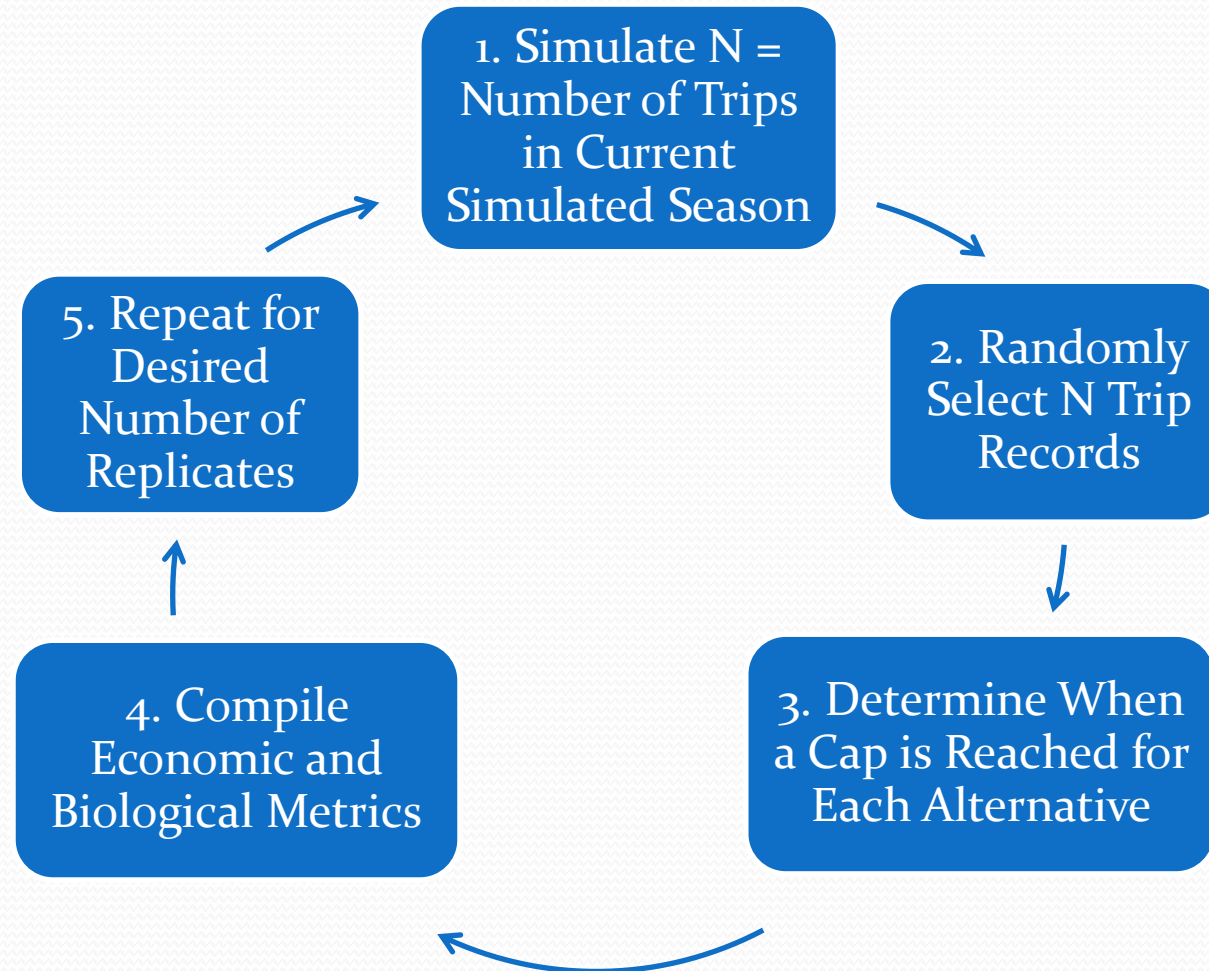 1. Simulate N =
Number of Trips
in Current
Simulated Season
2. Randomly
Select N Trip
Records
3. Determine When
a Cap is Reached for
Each Alternative
4. Compile
Economic and
Biological Metrics
5. Repeat for
Desired
Number of
Replicates